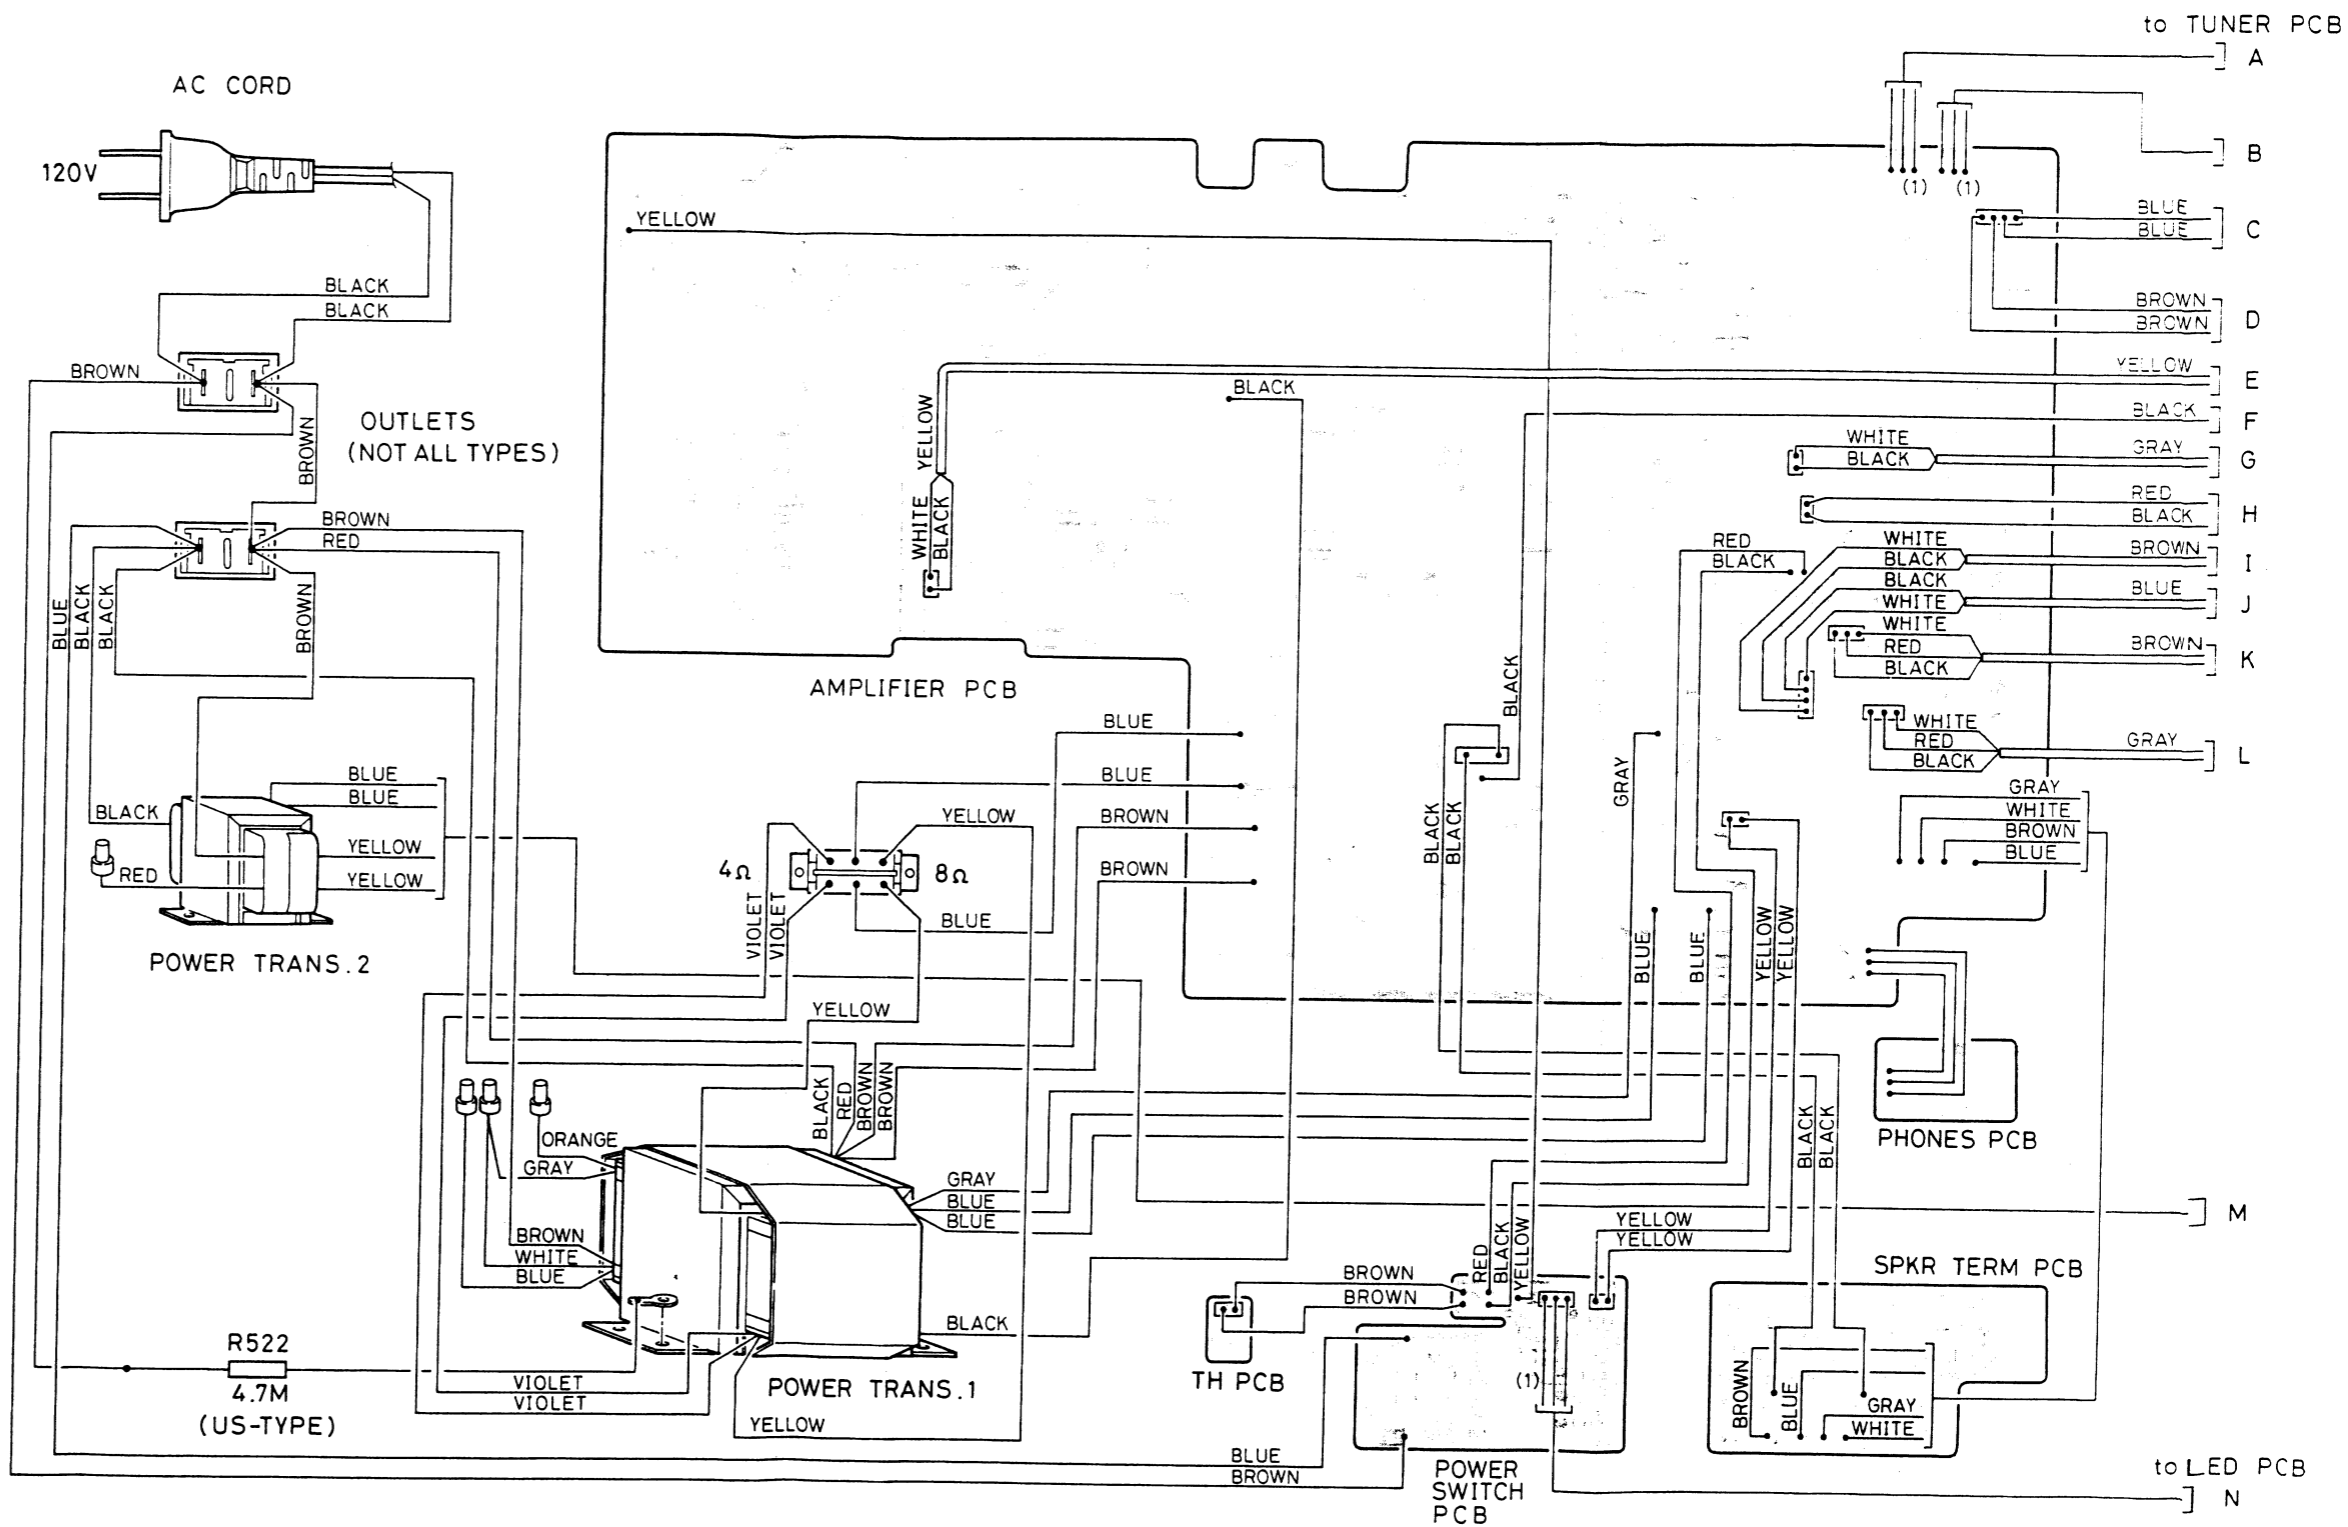 to TUNER PCB
A
AC CORD
120V
B
(1) (1)
YELLOW
BLUE
BLUE
C
BLACK
BLACK
BROWN
BROWN
D
BROWN
YELLOW
E
BLACK
BLACK
F
OUTLETS
(NOT ALL TYPES)
BROWN
YELLOW
WHITE
BLACK
WHITE
BLACK
GRAY
G
RED
BLACK
H
BROWN
RED
RED
BLACK
WHITE
BLACK
BROWN
I
BLACK
WHITE
BLUE
J
BLUE
BLACK
BLACK
BROWN
WHITE
RED
BLACK
BROWN
K
AMPLIFIER PCB
BLACK
BLUE
WHITE
RED
BLACK
GRAY
L
BLUE
BLUE
BLUE
BLACK
RED
YELLOW
YELLOW
POWER TRANS.2
GRAY
GRAY
WHITE
BROWN
BLUE
YELLOW
BROWN
BLACK
BLACK
4Ω
8Ω
BROWN
VIOLET
VIOLET
BLUE
BLUE
BLUE
YELLOW
YELLOW
YELLOW
BLACK
RED
BROWN
BROWN
BLACK
BLACK
PHONES PCB
ORANGE
GRAY
GRAY
BLUE
BLUE
BROWN
WHITE
BLUE
M
RED
BLACK
YELLOW
YELLOW
YELLOW
SPKR TERM PCB
BROWN
BROWN
BLACK
R522
4.7M
(US-TYPE)
VIOLET
VIOLET
POWER TRANS.1
YELLOW
TH PCB
(1)
BROWN
BLUE
GRAY
WHITE
BLUE
BROWN
POWER
SWITCH
PCB
to LED PCB
N